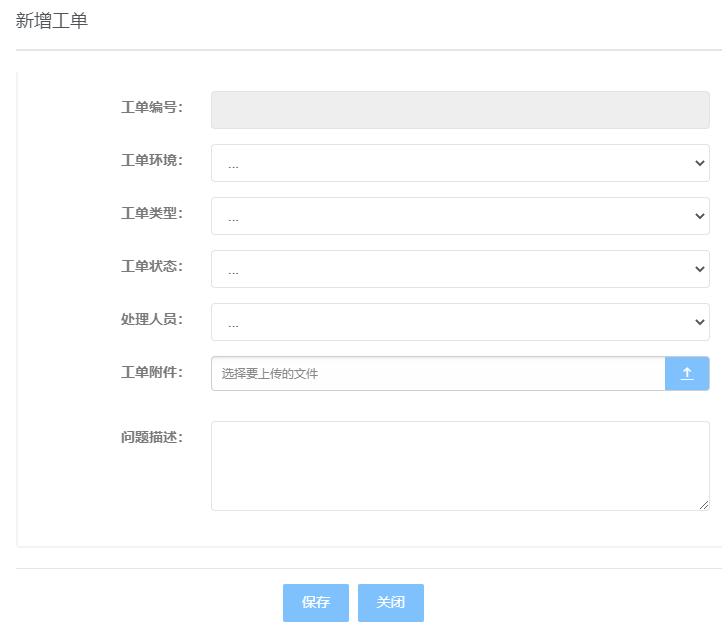 新增工单
工单编号：
工单环境： ...
工单类型： ...
工单状态： ...
处理人员： ...
工单附件： 选择要上传的文件
问题描述：
保存 关闭